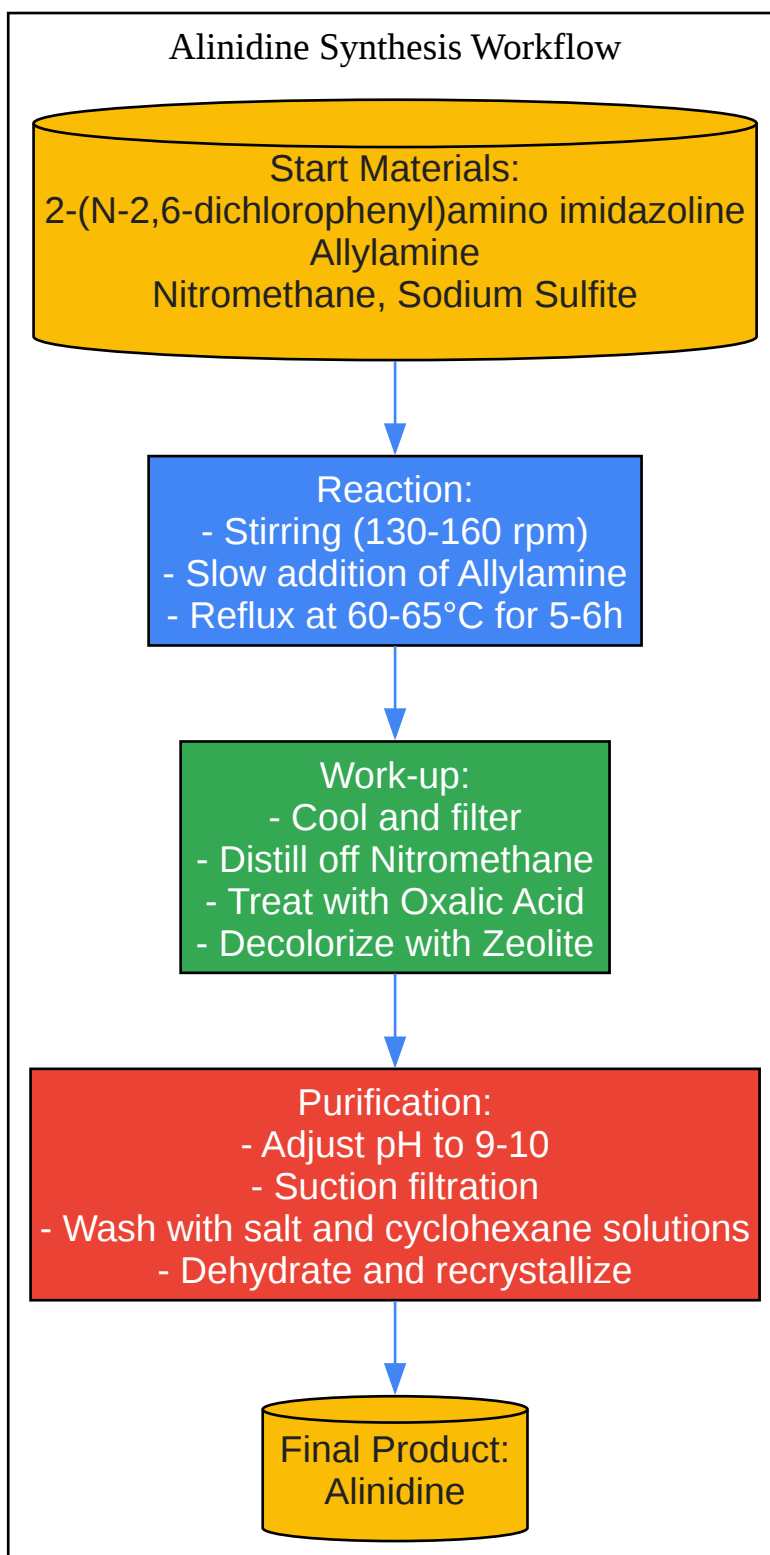 Alinidine Synthesis Workflow
Start Materials:
2-(N-2,6-dichlorophenyl)amino imidazoline
Allylamine
Nitromethane, Sodium Sulfite
Reaction:
- Stirring (130-160 rpm)
- Slow addition of Allylamine
- Reflux at 60-65°C for 5-6h
Work-up:
- Cool and filter
- Distill off Nitromethane
- Treat with Oxalic Acid
- Decolorize with Zeolite
Purification:
- Adjust pH to 9-10
- Suction filtration
- Wash with salt and cyclohexane solutions
- Dehydrate and recrystallize
Final Product:
Alinidine